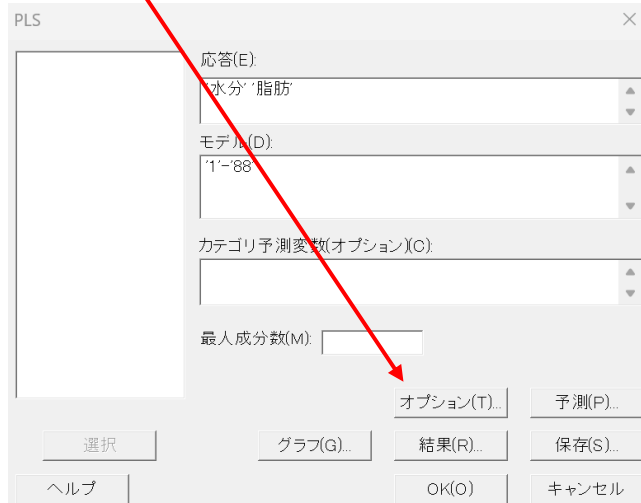 PLS
応答(E):
'水分' '脂肪'
モデル(D):
'1'-'88'
カテゴリ予測変数(オプション)(C):
最大成分数(M):
オプション(T)...
予測(P)...
選択
グラフ(G)...
結果(R)...
保存(S)...
ヘルプ
OK(O)
キャンセル